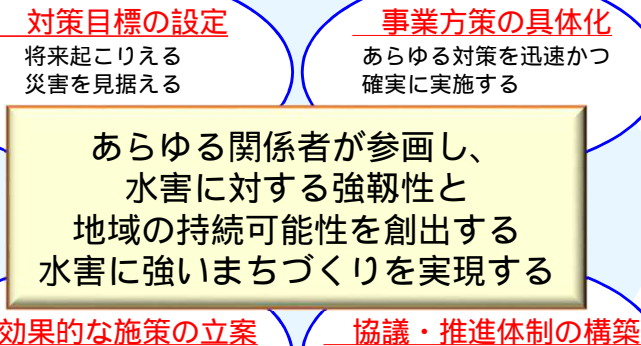 対策目標の設定
将来起こりえる
災害を見据える
事業方策の具体化
あらゆる対策を迅速かつ
確実に実施する
あらゆる関係者が参画し、
水害に対する強靱性と
地域の持続可能性を創出する
水害に強いまちづくりを実現する
効果的な施策の立案
協議・推進体制の構築